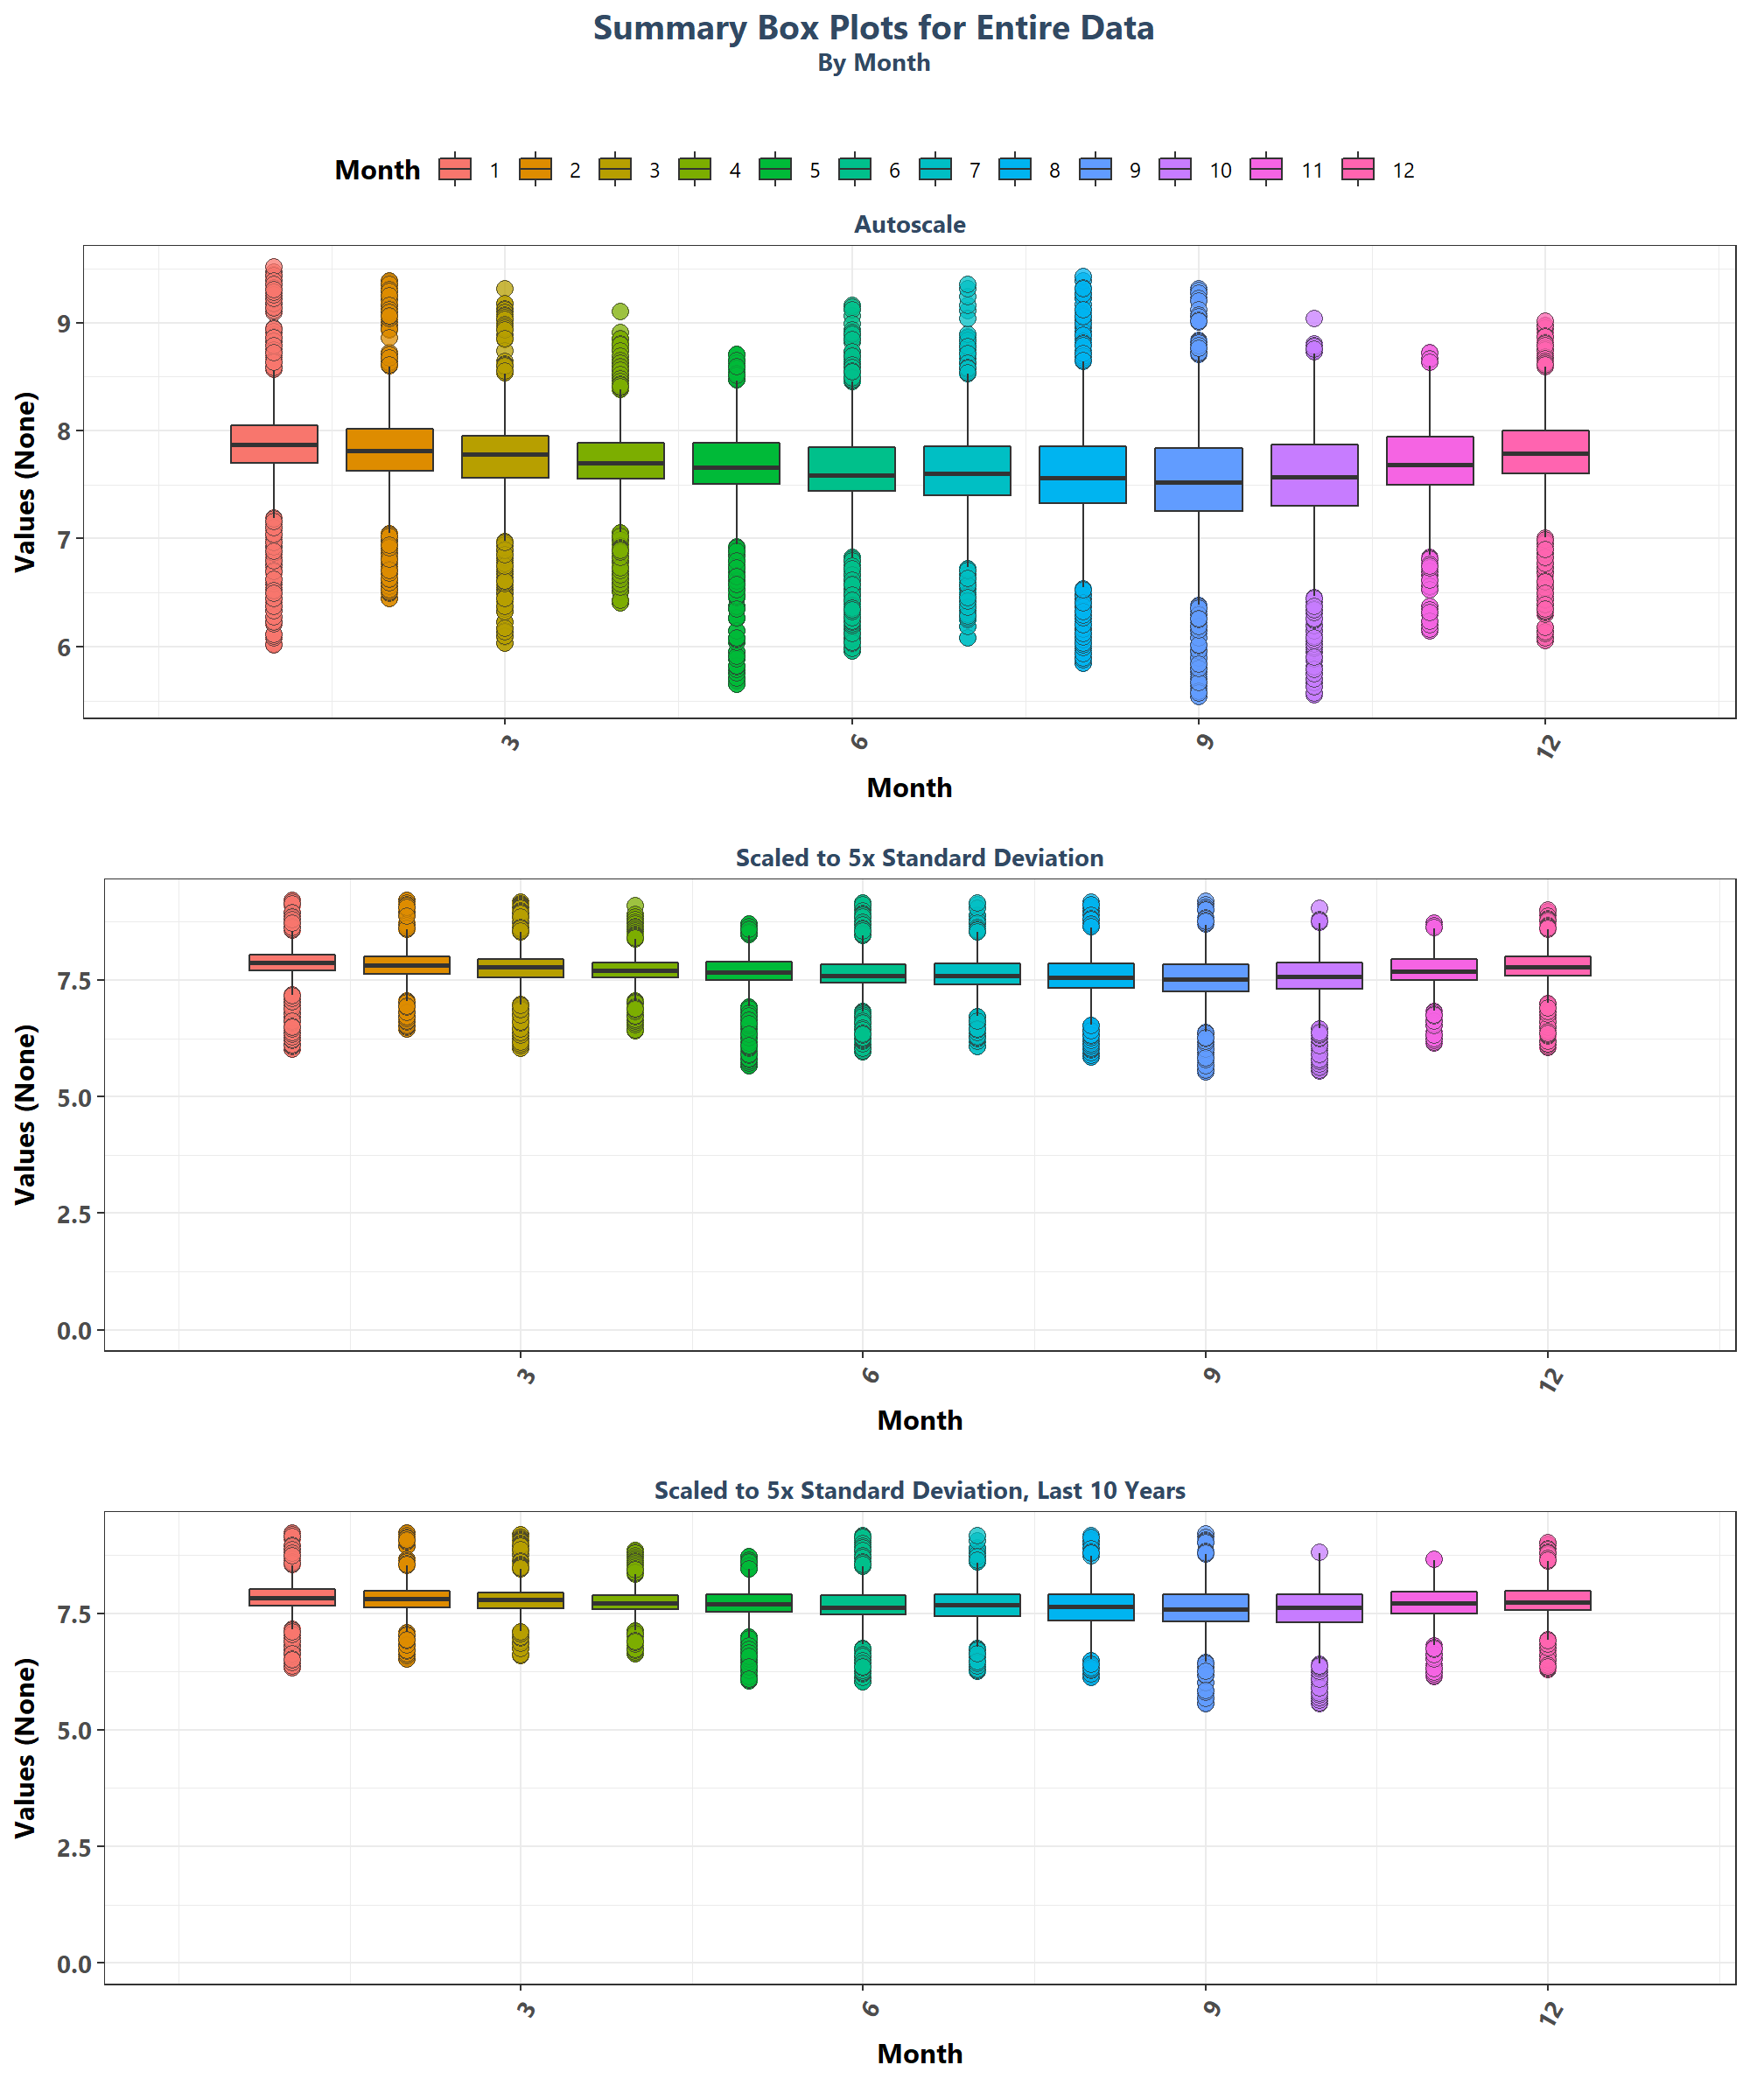 Summary Box Plots for Entire Data
By Month
Month 1 2 3 4 5 6 7 8 9 10 11 12
Autoscale
Values (None)
9
8
7
6
3 6 9 12
Month
Scaled to 5x Standard Deviation
Values (None)
7.5
5.0
2.5
0.0
3 6 9 12
Month
Scaled to 5x Standard Deviation, Last 10 Years
Values (None)
7.5
5.0
2.5
0.0
3 6 9 12
Month